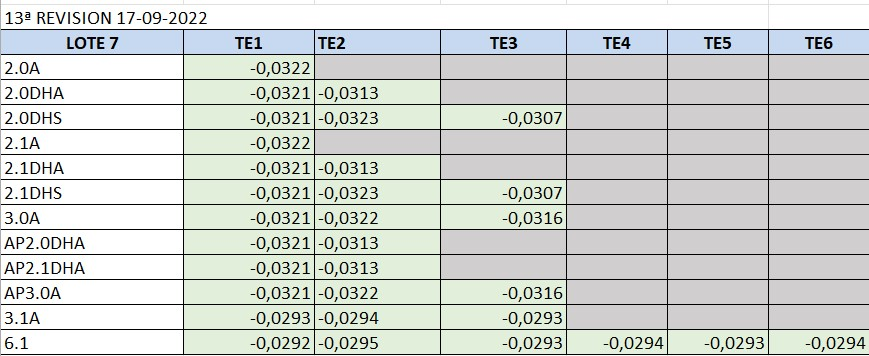 13ª REVISION 17-09-2022
LOTE 7 TE1 TE2 TE3 TE4 TE5 TE6
2.0A -0,0322
2.0DHA -0,0321 -0,0313
2.0DHS -0,0321 -0,0323 -0,0307
2.1A -0,0322
2.1DHA -0,0321 -0,0313
2.1DHS -0,0321 -0,0323 -0,0307
3.0A -0,0321 -0,0322 -0,0316
AP2.0DHA -0,0321 -0,0313
AP2.1DHA -0,0321 -0,0313
AP3.0A -0,0321 -0,0322 -0,0316
3.1A -0,0293 -0,0294 -0,0293
6.1 -0,0292 -0,0295 -0,0293 -0,0294 -0,0293 -0,0294